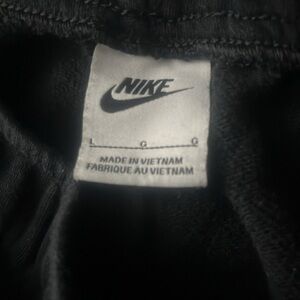 NIKE
L G G
MADE IN VIETNAM
FABRIQUE AU VIETNAM